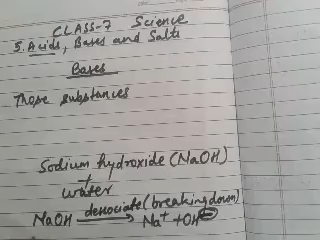 CLASS-7 Science
5. Acids, Bases and Salts
Bases
Those substances
Sodium hydroxide (NaOH)
+
water
dessociate (breaking down)
NaOH → Na⁺ + OH⁻